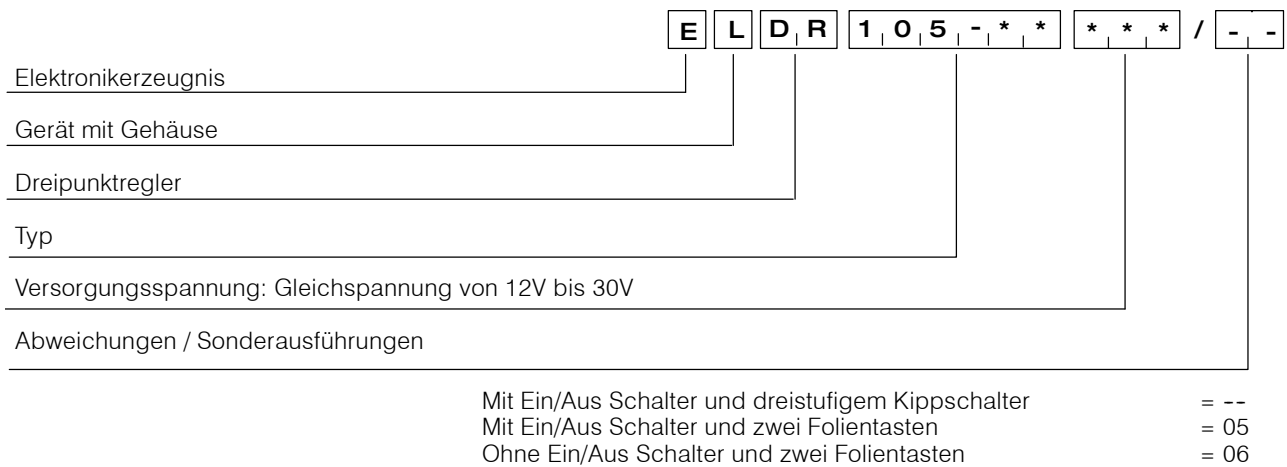 E L D R 1 0 5 - * * * * * / - -
Elektronikerzeugnis
Gerät mit Gehäuse
Dreipunktregler
Typ
Versorgungsspannung: Gleichspannung von 12V bis 30V
Abweichungen / Sonderausführungen
Mit Ein/Aus Schalter und dreistufigem Kippschalter = --
Mit Ein/Aus Schalter und zwei Folientasten = 05
Ohne Ein/Aus Schalter und zwei Folientasten = 06